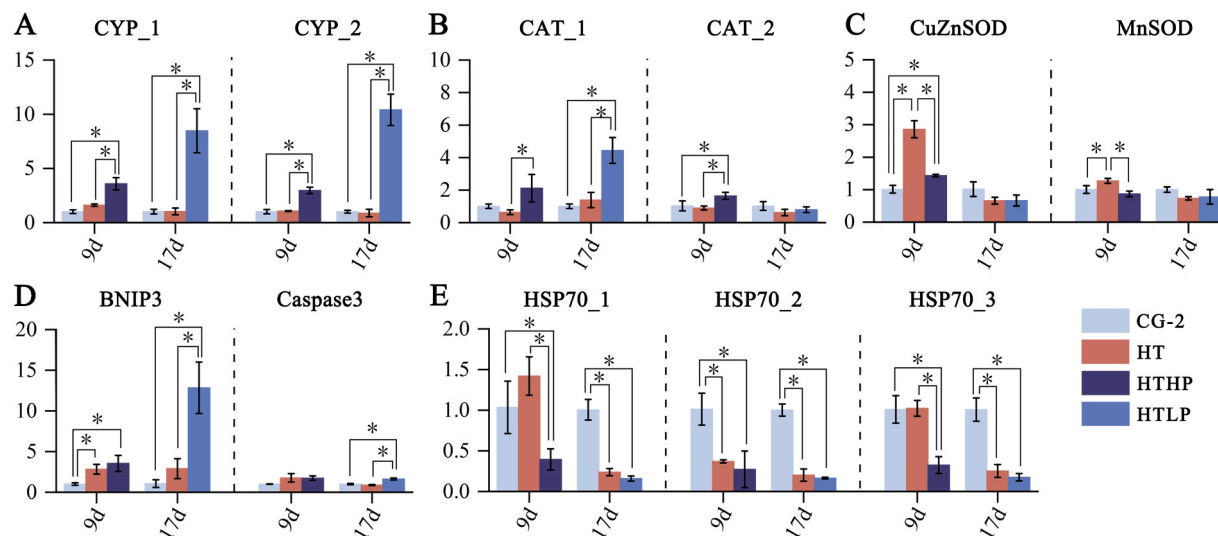 A
CYP_1
CYP_2
15
10
5
0
*
*
*
*
*
*
*
*
9d
17d
9d
17d
B
CAT_1
CAT_2
10
8
6
4
2
0
*
*
*
*
*
9d
17d
9d
17d
C
CuZnSOD
MnSOD
5
4
3
2
1
0
*
*
*
*
*
9d
17d
9d
17d
D
BNIP3
Caspase3
20
15
10
5
0
*
*
*
*
*
*
9d
17d
9d
17d
E
HSP70_1
HSP70_2
HSP70_3
2.0
1.5
1.0
0.5
0.0
*
*
*
*
*
*
*
*
*
*
*
*
9d
17d
9d
17d
9d
17d
CG-2
HT
HTHP
HTLP